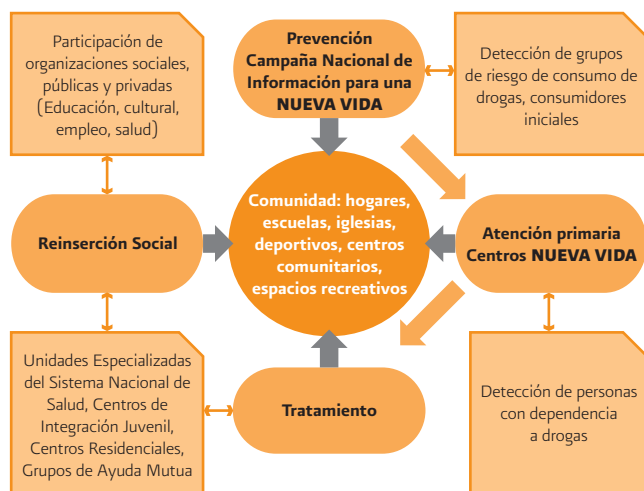 Participación de
organizaciones sociales,
públicas y privadas
(Educación, cultural,
empleo, salud)
Prevención
Campaña Nacional de
Información para una
NUEVA VIDA
Detección de grupos
de riesgo de consumo de
drogas, consumidores
iniciales
Reinserción Social
Comunidad: hogares,
escuelas, iglesias,
deportivos, centros
comunitarios,
espacios recreativos
Atención primaria
Centros NUEVA VIDA
Unidades Especializadas
del Sistema Nacional de
Salud, Centros de
Integración Juvenil,
Centros Residenciales,
Grupos de Ayuda Mutua
Tratamiento
Detección de personas
con dependencia
a drogas